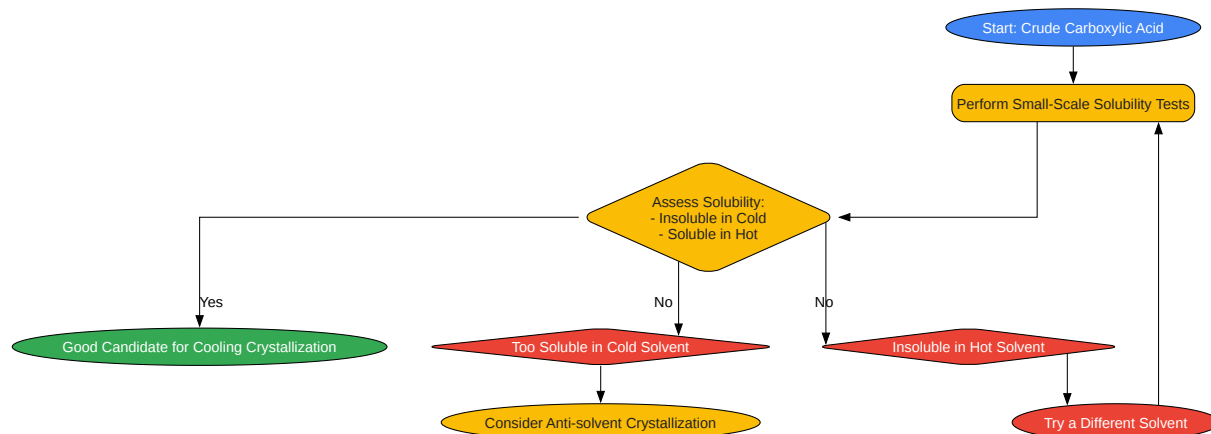 Start: Crude Carboxylic Acid
Perform Small-Scale Solubility Tests
Assess Solubility:
- Insoluble in Cold
- Soluble in Hot
Yes
No
No
Good Candidate for Cooling Crystallization
Too Soluble in Cold Solvent
Insoluble in Hot Solvent
Consider Anti-solvent Crystallization
Try a Different Solvent